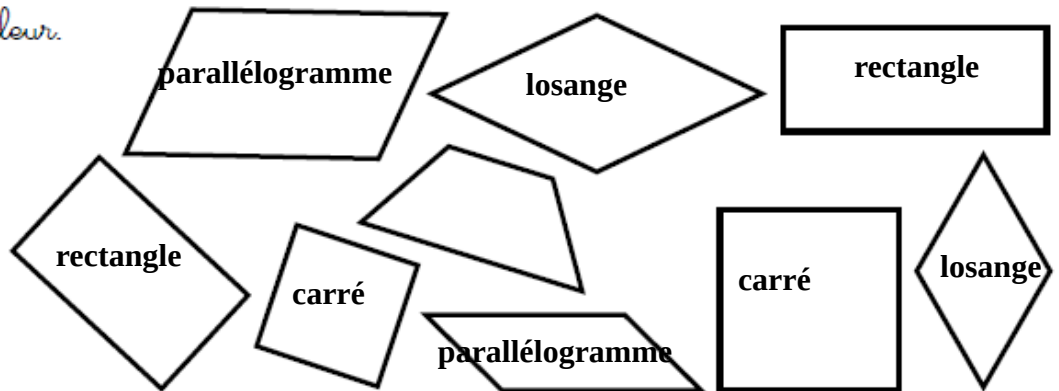 leur.
parallélogramme
losange
rectangle
rectangle
carré
carré
losange
parallélogramme